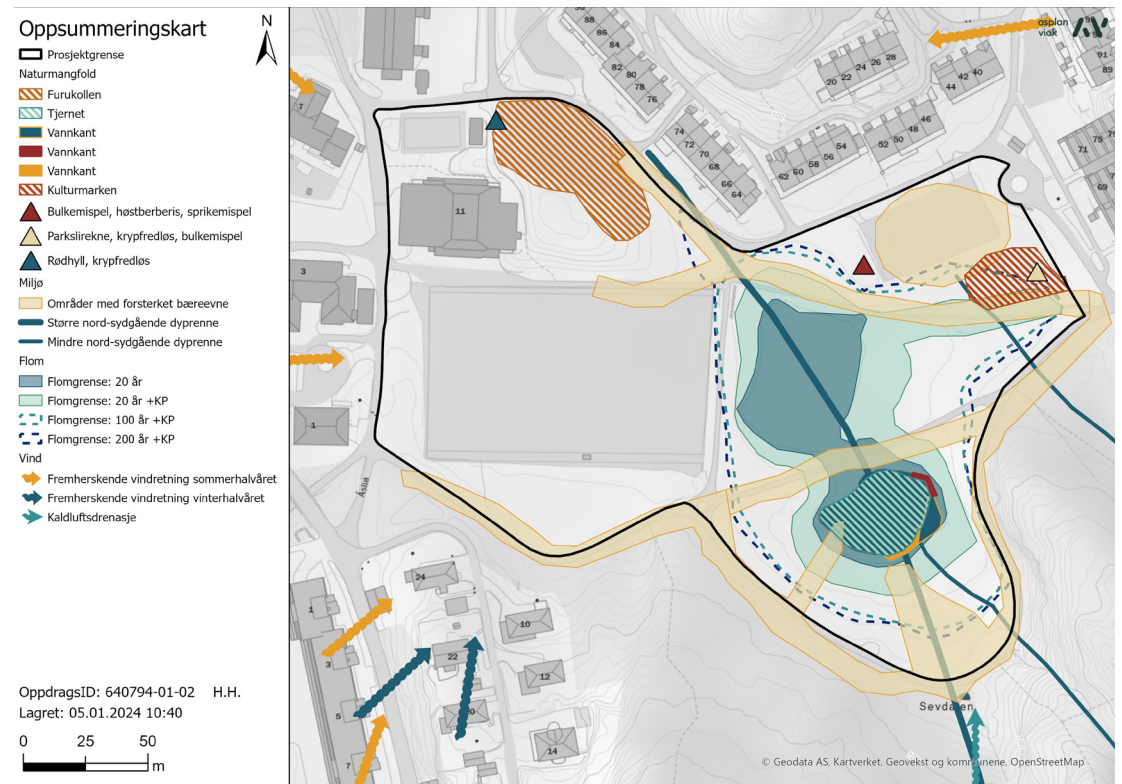 Oppsummeringskart
N
Prosjektgrense
Naturmangfold
Furukollen
Tjernet
Vannkant
Vannkant
Vannkant
Kulturmarken
Bulkemispel, høstberberis, sprikemispel
Parkslirekne, krypfredløs, bulkemispel
Rødhyll, krypfredløs
Miljø
Områder med forsterket bæreevne
Større nord-sydgående dyprenne
Mindre nord-sydgående dyprenne
Flom
Flomgrense: 20 år
Flomgrense: 20 år +KP
Flomgrense: 100 år +KP
Flomgrense: 200 år +KP
Vind
Fremherskende vindretning sommerhalvåret
Fremherskende vindretning vinterhalvåret
Kaldluftsdrenasje
OppdragsID: 640794-01-02 H.H.
Lagret: 05.01.2024 10:40
0 25 50
m
asplan
viak
88
86
84
82 80
78
76
20 22 24 26 28
44 42 40
91
89
74
72
70
68
66
64
62 60 58 56 54
52 50 48 46
71
75
69
7
11
3
1
Åslia
24
22
10
12
14
1
3
5
7
Sevdalen
© Geodata AS, Kartverket, Geovekst og kommunene, OpenStreetMap